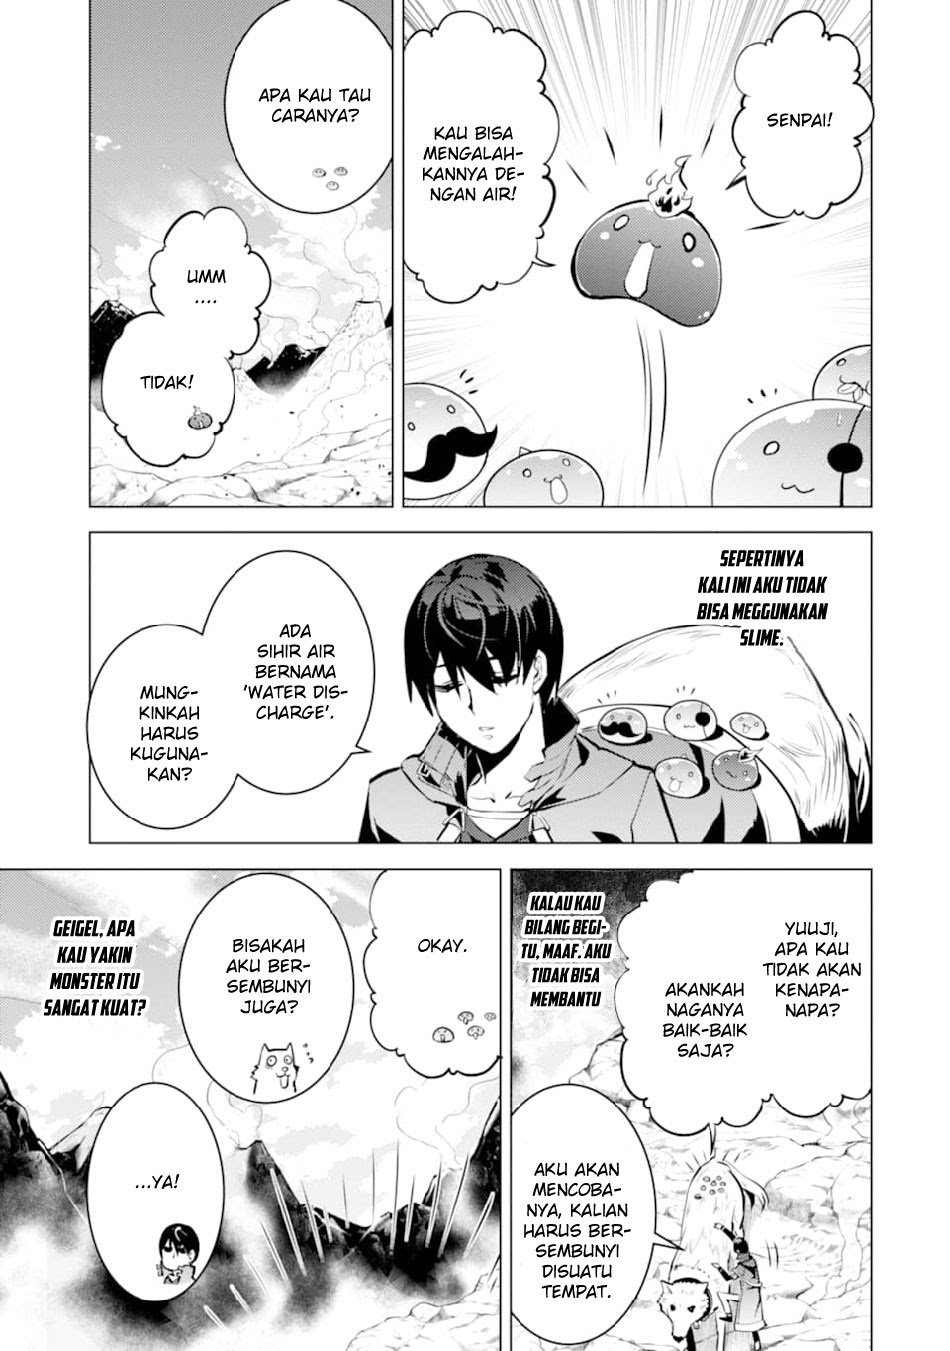 SENPAI!
KAU BISA
MENGALAH-
KANNYA DE-
NGAN AIR!
APA KAU TAU
CARANYA?
UMM
....
TIDAK!
SEPERTINYA
KALI INI AKU TIDAK
BISA MEGGUNAKAN
SLIME.
ADA
SIHIR AIR
BERNAMA
'WATER DIS-
CHARGE'.
MUNG-
KINKAH
HARUS
KUGUNA-
KAN?
YUUJI,
APA KAU
TIDAK AKAN
KENAPA-
NAPA?
AKANKAH
NAGANYA
BAIK-BAIK
SAJA?
KALAU KAU
BILANG BEGI-
TU, MAAF. AKU
TIDAK BISA
MEMBANTU
AKU AKAN
MENCOBA-
NYA, KALIAN
HARUS BER-
SEMBUNYI
DISUATU
TEMPAT.
OKAY.
BISAKAH
AKU BER-
SEMBUNYI
JUGA?
GEIGEL, APA
KAU YAKIN
MONSTER ITU
SANGAT KUAT?
...YA!